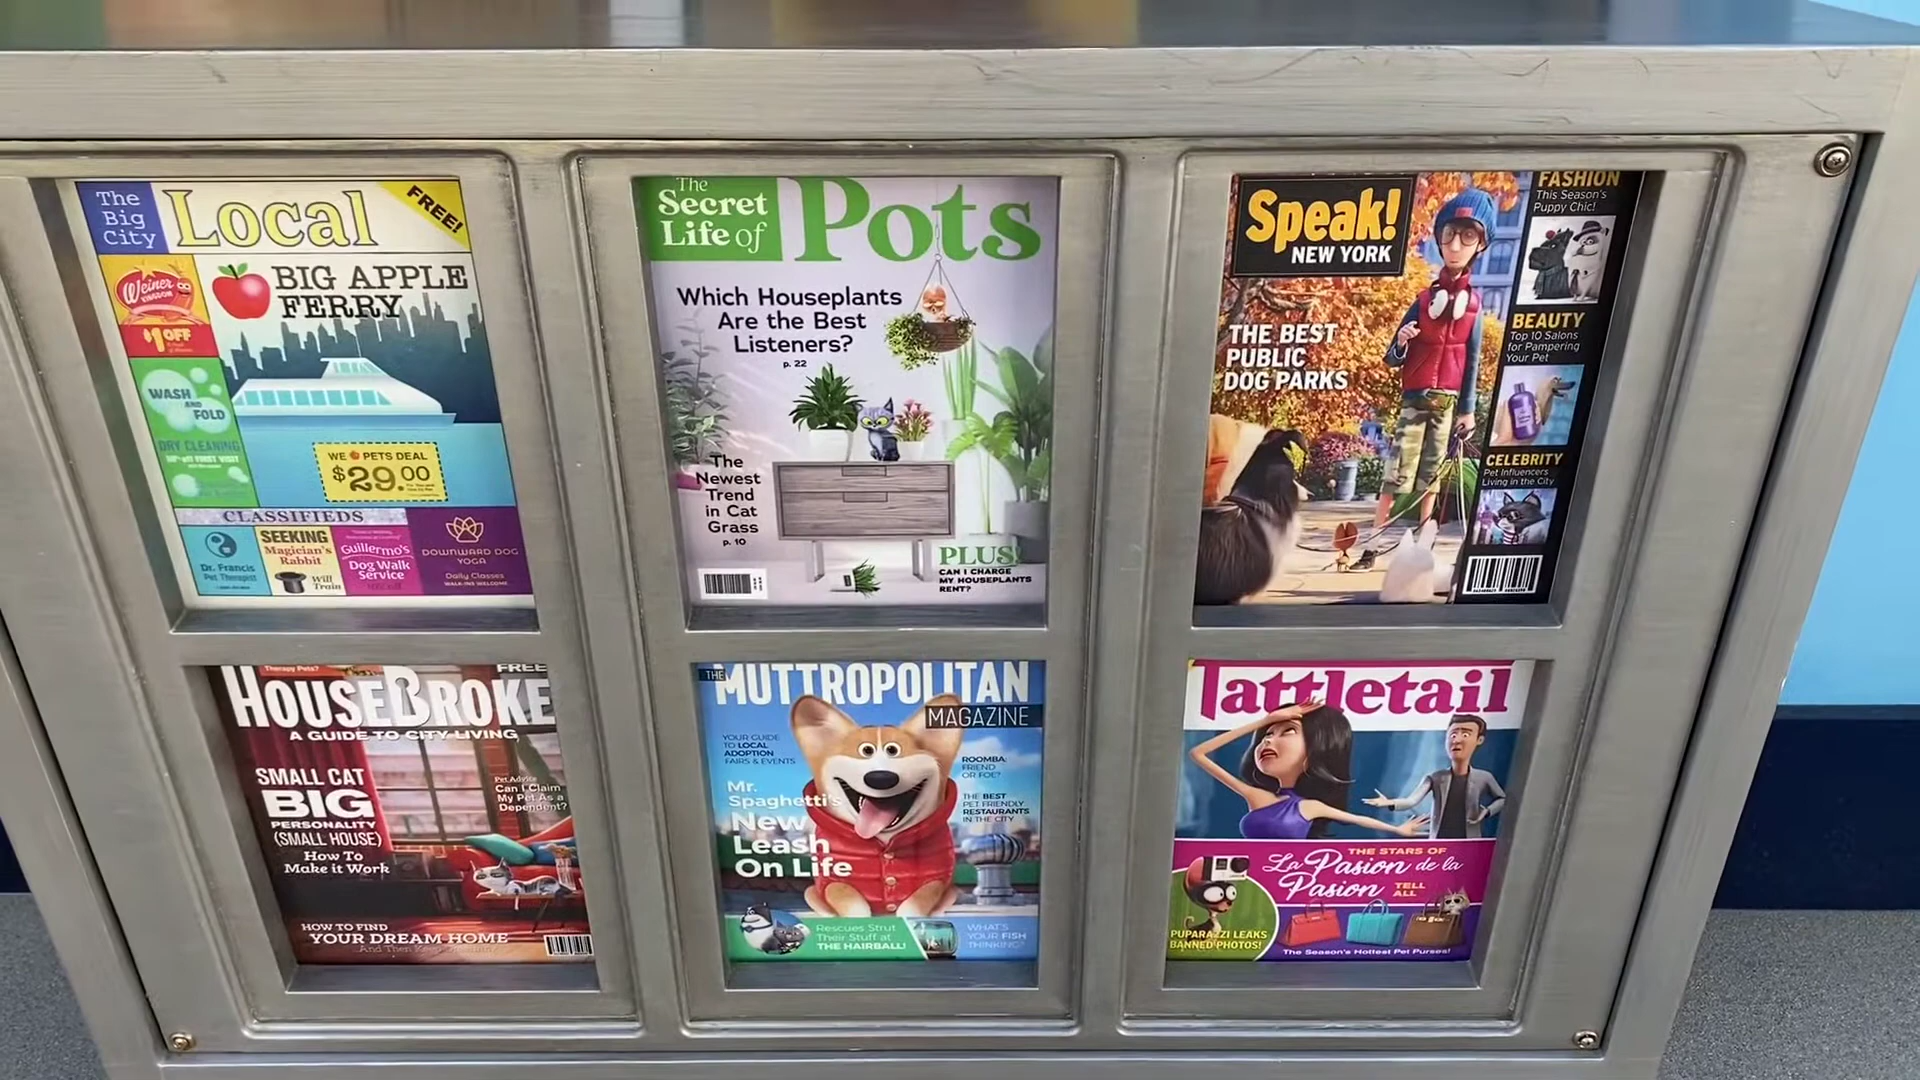 The
Big
City
Local
FREE!
Weiner
KINGDOM
$1 OFF
BIG APPLE
FERRY
WASH
AND
FOLD
DRY CLEANING
WE PETS DEAL
$29.00
CLASSIFIEDS
Dr. Francis
Pet Therapist
SEEKING
Magician's
Rabbit
Will
Train
Guillermo's
Dog Walk
Service
DOWNWARD DOG
YOGA
Daily Classes
WALK-INS WELCOME
The
Secret
Life of
Pots
Which Houseplants
Are the Best
Listeners?
p. 22
The
Newest
Trend
in Cat
Grass
p. 10
PLUS!
CAN I CHARGE
MY HOUSEPLANTS
RENT?
Speak!
NEW YORK
THE BEST
PUBLIC
DOG PARKS
FASHION
This Season's
Puppy Chic!
BEAUTY
Top 10 Salons
for Pampering
Your Pet
CELEBRITY
Pet Influencers
Living in the City
Therapy Pets?
FREE
HOUSEBROKE
A GUIDE TO CITY LIVING
SMALL CAT
BIG
PERSONALITY
(SMALL HOUSE)
How To
Make it Work
Pet Advice
Can I Claim
My Pet As a
Dependent?
HOW TO FIND
YOUR DREAM HOME
THE MUTTROPOLITAN
MAGAZINE
YOUR GUIDE
TO LOCAL
ADOPTION
FAIRS & EVENTS
Mr.
Spaghetti's
New
Leash
On Life
ROOMBA:
FRIEND
OR FOE?
THE BEST
PET FRIENDLY
RESTAURANTS
IN THE CITY
Rescues Strut
Their Stuff at
THE HAIRBALL!
WHAT'S
YOUR FISH
THINKING?
Tattletail
THE STARS OF
La Pasion de la
Pasion TELL
ALL
PUPARAZZI LEAKS
BANNED PHOTOS!
The Season's Hottest Pet Purses!